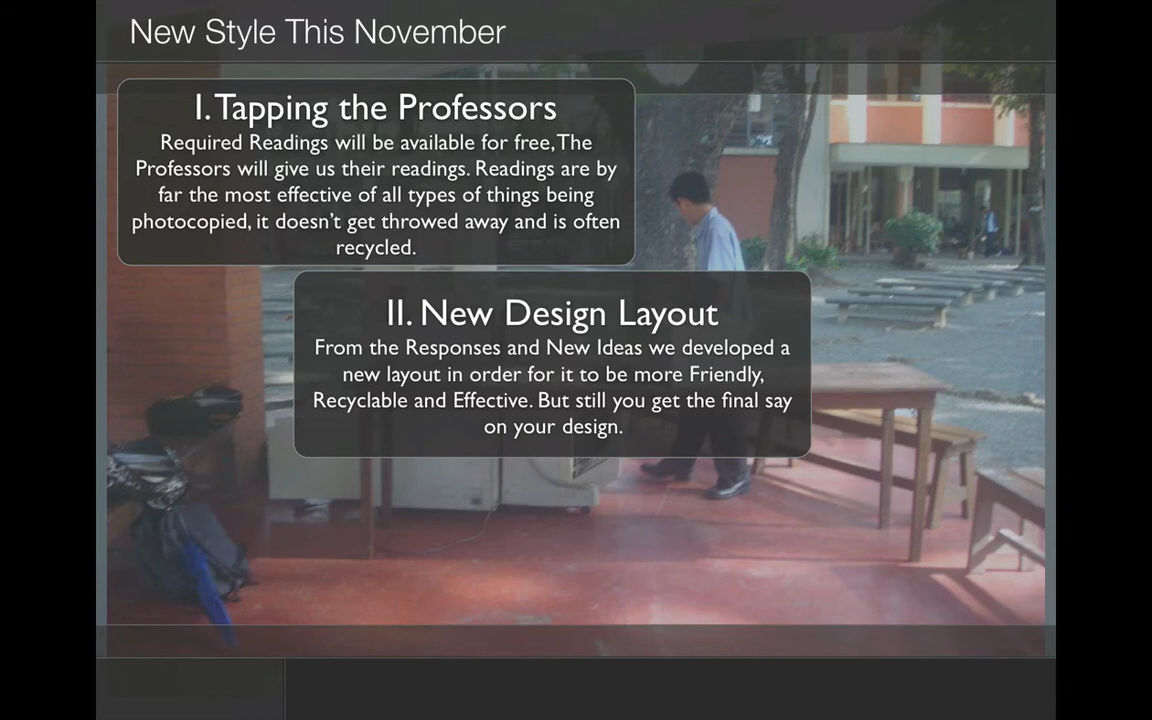 New Style This November
I. Tapping the Professors
Required Readings will be available for free, The
Professors will give us their readings. Readings are by
far the most effective of all types of things being
photocopied, it doesn't get throwed away and is often
recycled.
II. New Design Layout
From the Responses and New Ideas we developed a
new layout in order for it to be more Friendly,
Recyclable and Effective. But still you get the final say
on your design.